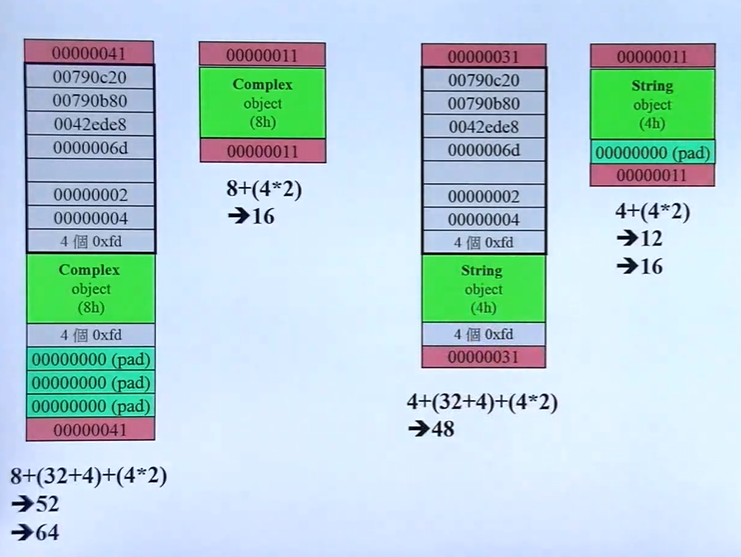 00000041
00790c20
00790b80
0042ede8
0000006d
00000002
00000004
4 個 0xfd
Complex
object
(8h)
4 個 0xfd
00000000 (pad)
00000000 (pad)
00000000 (pad)
00000041
8+(32+4)+(4*2)
➔52
➔64
00000011
Complex
object
(8h)
00000011
8+(4*2)
➔16
00000031
00790c20
00790b80
0042ede8
0000006d
00000002
00000004
4 個 0xfd
String
object
(4h)
4 個 0xfd
00000031
4+(32+4)+(4*2)
➔48
00000011
String
object
(4h)
00000000 (pad)
00000011
4+(4*2)
➔12
➔16